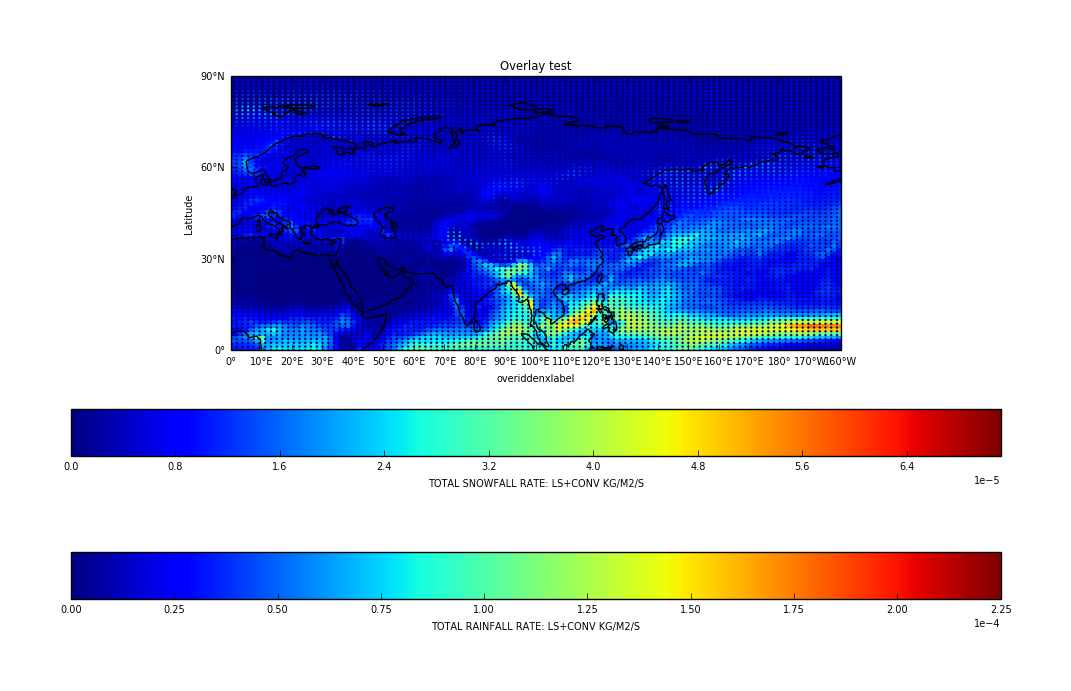 Overlay test
90°N
60°N
30°N
0°
Latitude
0° 10°E 20°E 30°E 40°E 50°E 60°E 70°E 80°E 90°E 100°E 110°E 120°E 130°E 140°E 150°E 160°E 170°E 180° 170°W 160°W
overiddenxlabel
0.0 0.8 1.6 2.4 3.2 4.0 4.8 5.6 6.4
1e−5
TOTAL SNOWFALL RATE: LS+CONV KG/M2/S
0.00 0.25 0.50 0.75 1.00 1.25 1.50 1.75 2.00 2.25
1e−4
TOTAL RAINFALL RATE: LS+CONV KG/M2/S